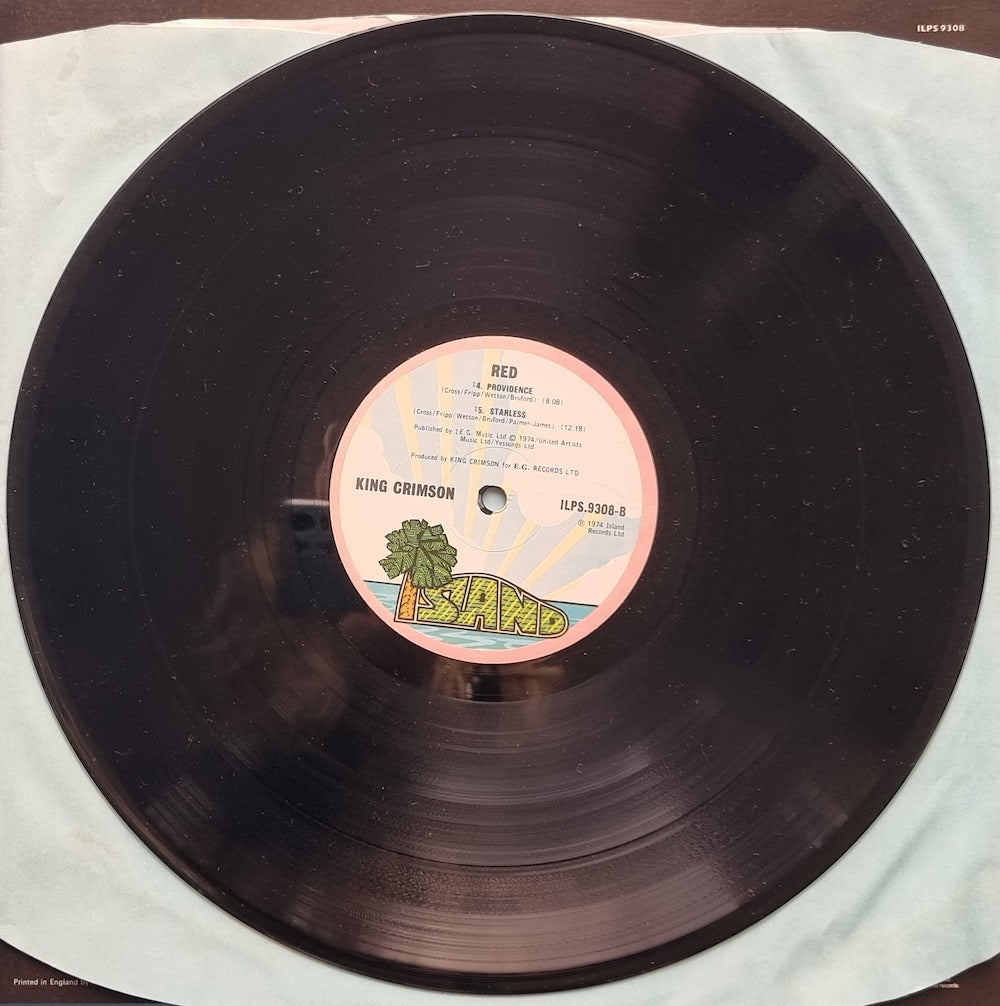 ILPS 9308
RED
‡4. PROVIDENCE
(Cross/Fripp/Wetton/Bruford) (8.08)
‡5. STARLESS
(Cross/Fripp/Wetton/Bruford/Palmer-James) (12.18)
Published by ‡E.G. Music Ltd © 1974/United Artists
Music Ltd/Yessongs Ltd
Produced by KING CRIMSON for E.G. RECORDS LTD
KING CRIMSON
ILPS.9308-B
℗ 1974 Island
Records Ltd
ISLAND
Printed in England by
records